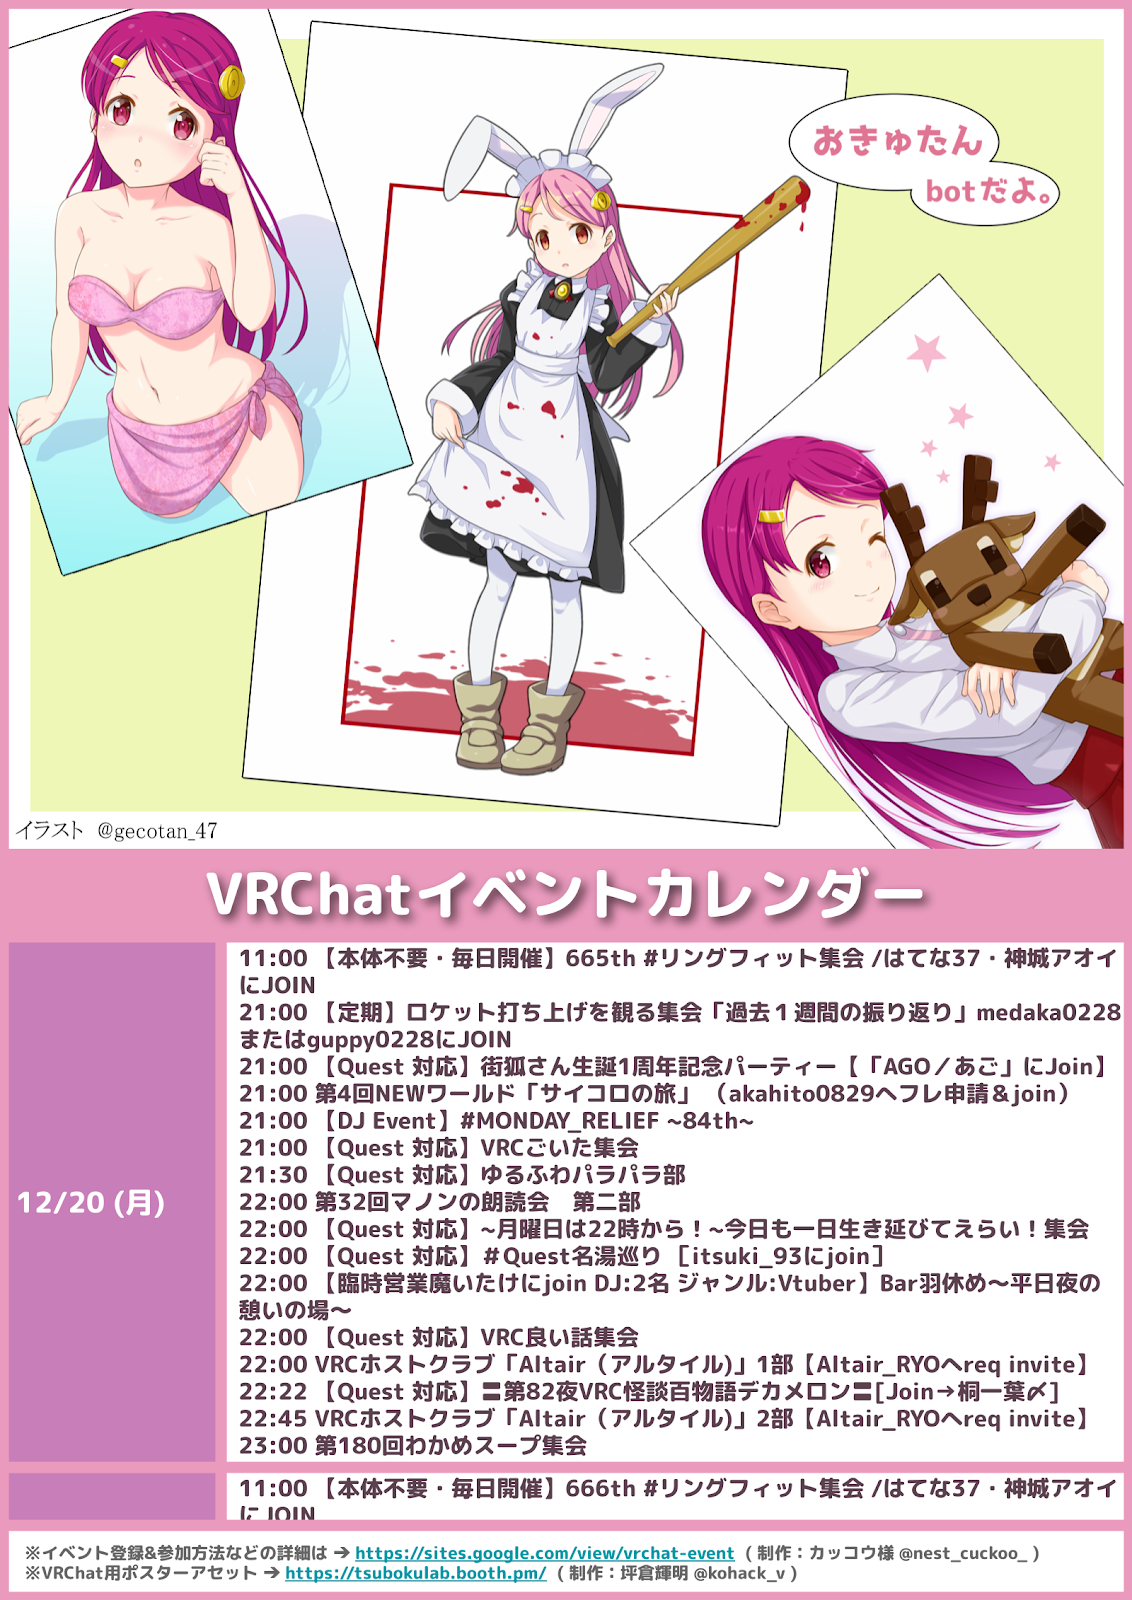 おきゅたん
botだよ。
イラスト @gecotan_47
VRChatイベントカレンダー
12/20 (月)
11:00 【本体不要・毎日開催】665th #リングフィット集会 /はてな37・神城アオイ
にJOIN
21:00 【定期】ロケット打ち上げを観る集会「過去１週間の振り返り」medaka0228
またはguppy0228にJOIN
21:00 【Quest 対応】街狐さん生誕1周年記念パーティー【「AGO／あご」にJoin】
21:00 第4回NEWワールド「サイコロの旅」（akahito0829へフレ申請＆join）
21:00 【DJ Event】#MONDAY_RELIEF ~84th~
21:00 【Quest 対応】VRCごいた集会
21:30 【Quest 対応】ゆるふわパラパラ部
22:00 第32回マノンの朗読会　第二部
22:00 【Quest 対応】~月曜日は22時から！~今日も一日生き延びてえらい！集会
22:00 【Quest 対応】＃Quest名湯巡り ［itsuki_93にjoin］
22:00 【臨時営業魔いたけにjoin DJ:2名 ジャンル:Vtuber】Bar羽休め～平日夜の
憩いの場～
22:00 【Quest 対応】VRC良い話集会
22:00 VRCホストクラブ「Altair（アルタイル)」1部【Altair_RYOへreq invite】
22:22 【Quest 対応】〓第82夜VRC怪談百物語デカメロン〓[Join→桐一葉〆]
22:45 VRCホストクラブ「Altair（アルタイル)」2部【Altair_RYOへreq invite】
23:00 第180回わかめスープ集会
11:00 【本体不要・毎日開催】666th #リングフィット集会 /はてな37・神城アオイ
にJOIN
※イベント登録&参加方法などの詳細は → https://sites.google.com/view/vrchat-event （制作：カッコウ様 @nest_cuckoo_ ）
※VRChat用ポスターアセット → https://tsubokulab.booth.pm/ （制作：坪倉輝明 @kohack_v ）